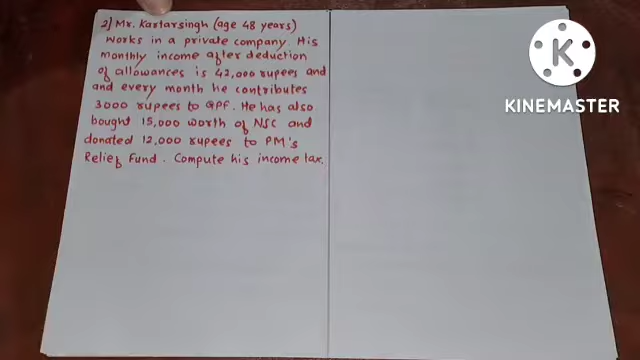 2) Mr. Kartarsingh (age 48 years)
works in a private company. His
monthly income after deduction
of allowances is 42,000 rupees and
and every month he contributes
3000 rupees to GPF. He has also
bought 15,000 worth of NSC and
donated 12,000 rupees to PM's
Relief Fund. Compute his income tax.
K
KINEMASTER